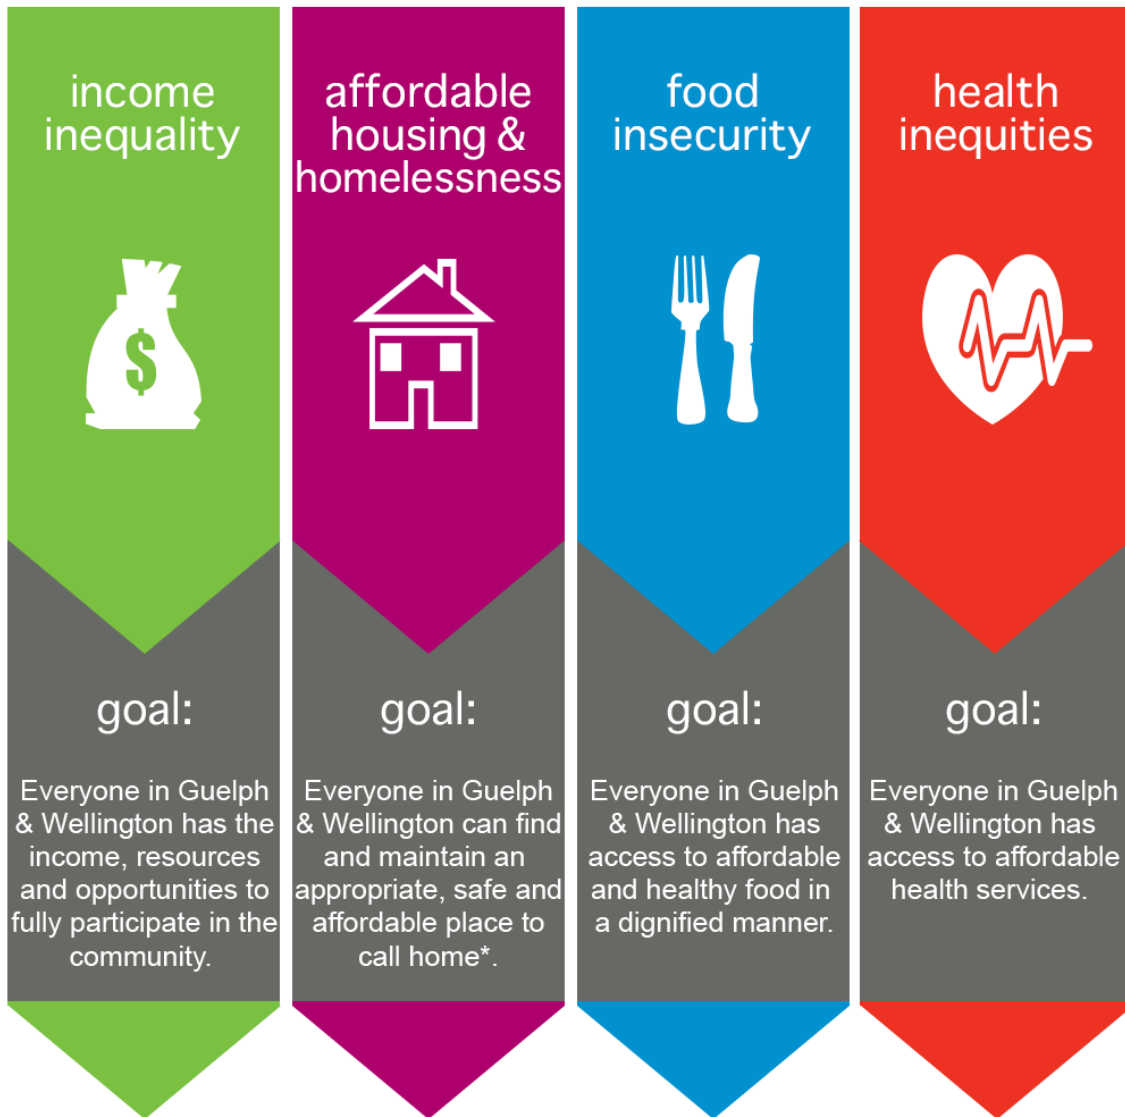 income
inequality
$
goal:
Everyone in Guelph
& Wellington has the
income, resources
and opportunities to
fully participate in the
community.
affordable
housing &
homelessness
goal:
Everyone in Guelph
& Wellington can find
and maintain an
appropriate, safe and
affordable place to
call home*.
food
insecurity
goal:
Everyone in Guelph
& Wellington has
access to affordable
and healthy food in
a dignified manner.
health
inequities
goal:
Everyone in Guelph
& Wellington has
access to affordable
health services.